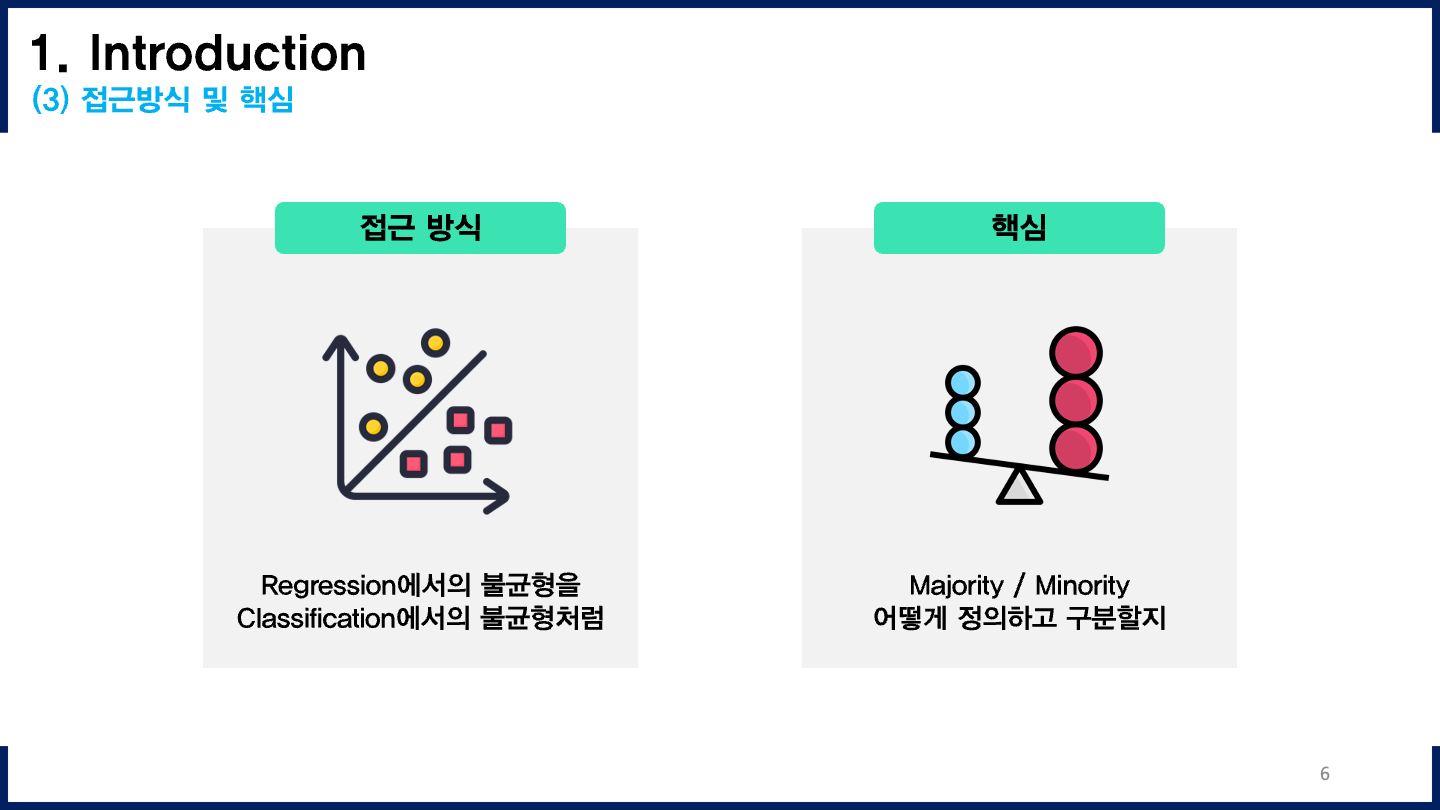 1. Introduction
(3) 접근방식 및 핵심
접근 방식
Regression에서의 불균형을
Classification에서의 불균형처럼
핵심
Majority / Minority
어떻게 정의하고 구분할지
6